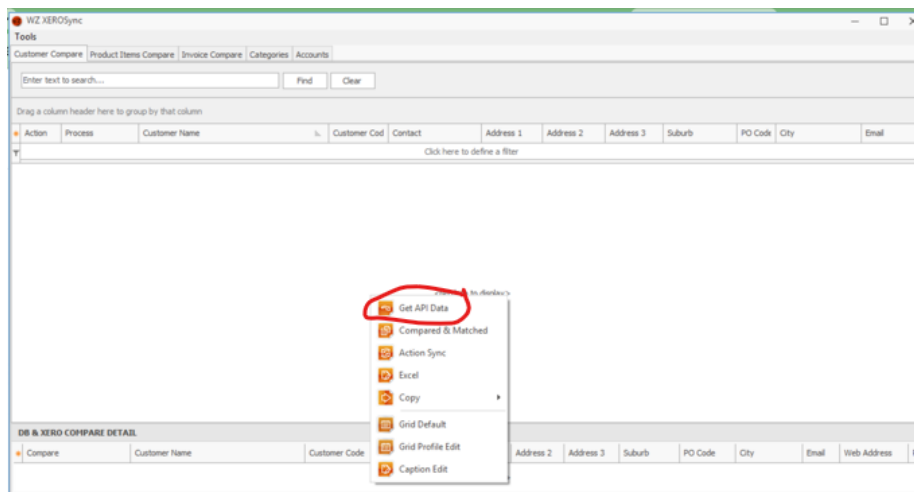 WZ XEROSync
Tools
Customer Compare Product Items Compare Invoice Compare Categories Accounts
Enter text to search... Find Clear
Drag a column header here to group by that column
Action Process Customer Name Customer Cod Contact Address 1 Address 2 Address 3 Suburb PO Code City Email
Click here to define a filter
to display>
Get API Data
Compared & Matched
Action Sync
Excel
Copy
Grid Default
Grid Profile Edit
Caption Edit
DB & XERO COMPARE DETAIL
Compare Customer Name Customer Code Address 2 Address 3 Suburb PO Code City Email Web Address